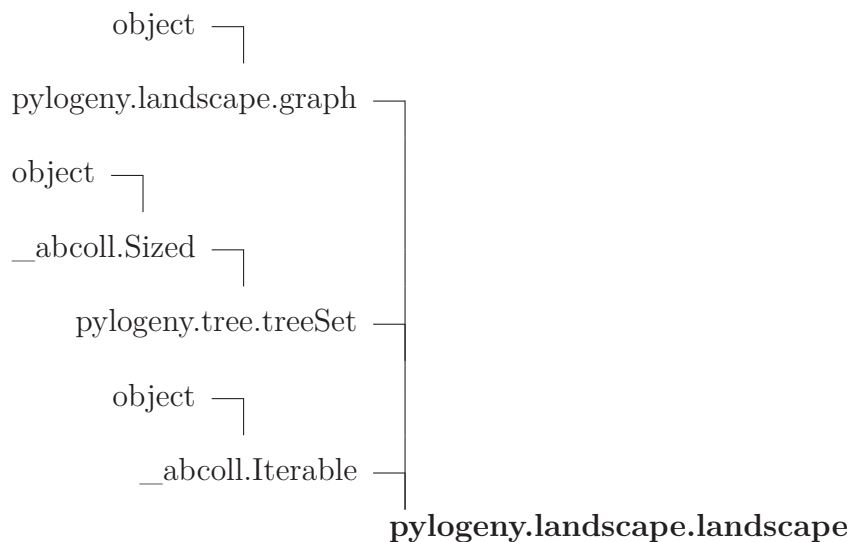 object
pylogeny.landscape.graph
object
_abcoll.Sized
pylogeny.tree.treeSet
object
_abcoll.Iterable
pylogeny.landscape.landscape